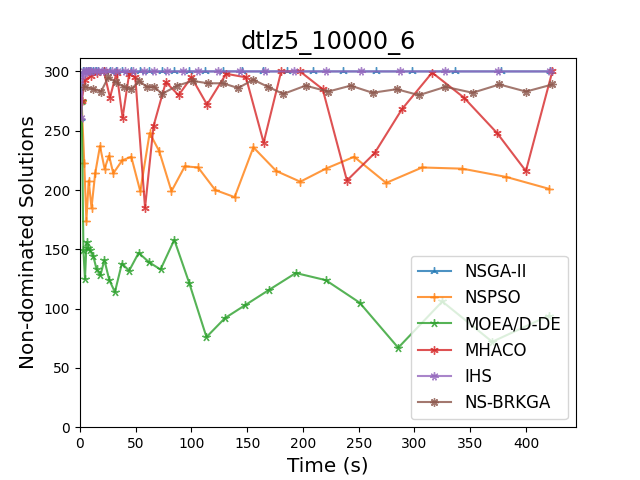 dtlz5_10000_6
Non-dominated Solutions
300
250
200
150
100
50
0
0 50 100 150 200 250 300 350 400
Time (s)
NSGA-II
NSPSO
MOEA/D-DE
MHACO
IHS
NS-BRKGA